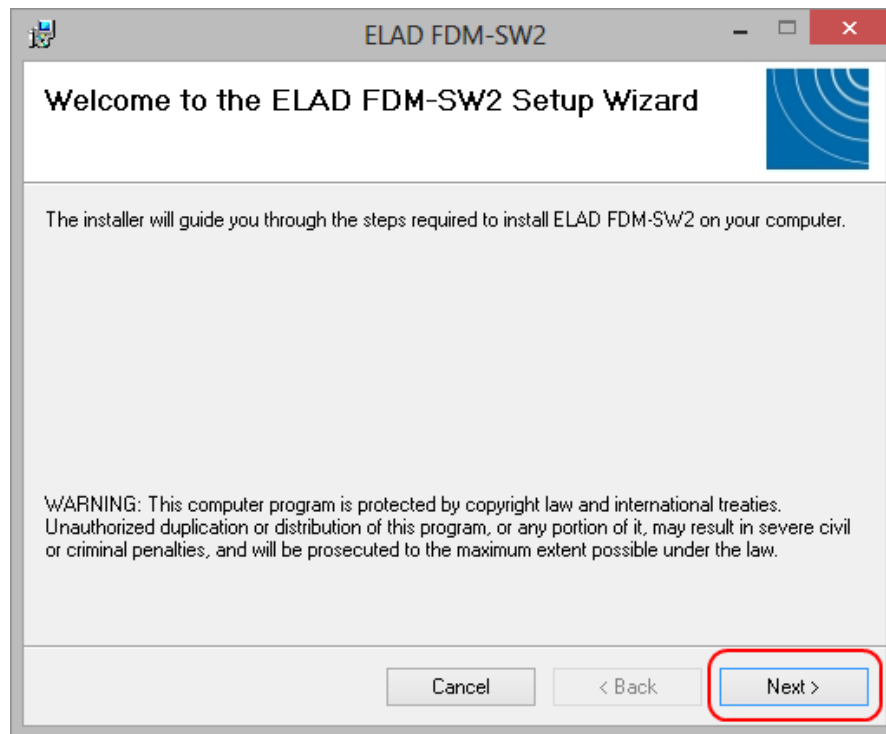 ELAD FDM-SW2
Welcome to the ELAD FDM-SW2 Setup Wizard
The installer will guide you through the steps required to install ELAD FDM-SW2 on your computer.
WARNING: This computer program is protected by copyright law and international treaties.
Unauthorized duplication or distribution of this program, or any portion of it, may result in severe civil
or criminal penalties, and will be prosecuted to the maximum extent possible under the law.
Cancel
< Back
Next >